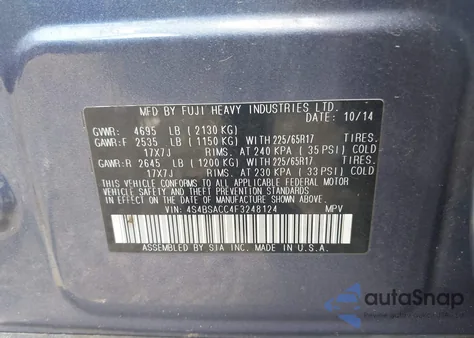 MFD BY FUJI HEAVY INDUSTRIES LTD.
DATE: 10/14
GVWR: 4695 LB (2130 KG)
GAWR:F 2535 LB (1150 KG) WITH 225/65R17 TIRES.
17X7J RIMS. AT 240 KPA ( 35 PSI) COLD
GAWR:R 2645 LB (1200 KG) WITH 225/65R17 TIRES.
17X7J RIMS. AT 230 KPA ( 33 PSI) COLD
THIS VEHICLE CONFORMS TO ALL APPLICABLE FEDERAL MOTOR
VEHICLE SAFETY AND THEFT PREVENTION STANDARDS IN
EFFECT ON THE DATE OF MANUFACTURE SHOWN ABOVE.
VIN: 4S4BSACC4F3248124 MPV
ASSEMBLED BY SIA INC. MADE IN U.S.A.
autoSnap